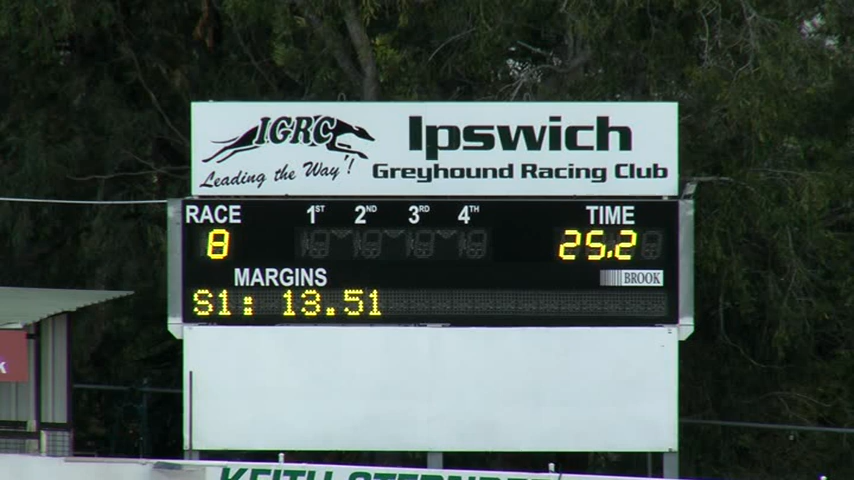 IGRC
Leading the Way'!
Ipswich
Greyhound Racing Club
RACE 1ST 2ND 3RD 4TH TIME
8 25.2
MARGINS BROOK
S1: 13.51
k
KEITH